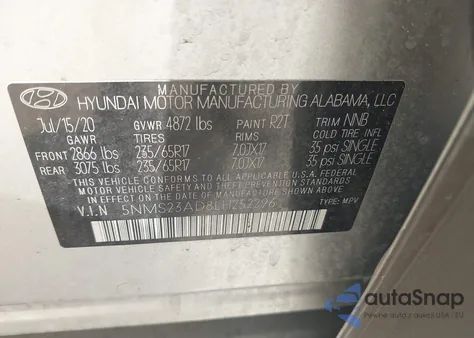 MANUFACTURED BY
HYUNDAI MOTOR MANUFACTURING ALABAMA, LLC
Jul/15/20 GVWR 4872 lbs PAINT R2T TRIM NNB
GAWR TIRES RIMS COLD TIRE INFL
FRONT 2866 lbs 235/65R17 7.0JX17 35 psi SINGLE
REAR 3075 lbs 235/65R17 7.0JX17 35 psi SINGLE
THIS VEHICLE CONFORMS TO ALL APPLICABLE U.S. FEDERAL MOTOR VEHICLE
SAFETY, BUMPER, AND THEFT PREVENTION STANDARDS IN EFFECT ON THE
DATE OF MANUFACTURE SHOWN ABOVE.
V.I.N 5NMS23AD8LH252296 TYPE: MPV
autoSnap